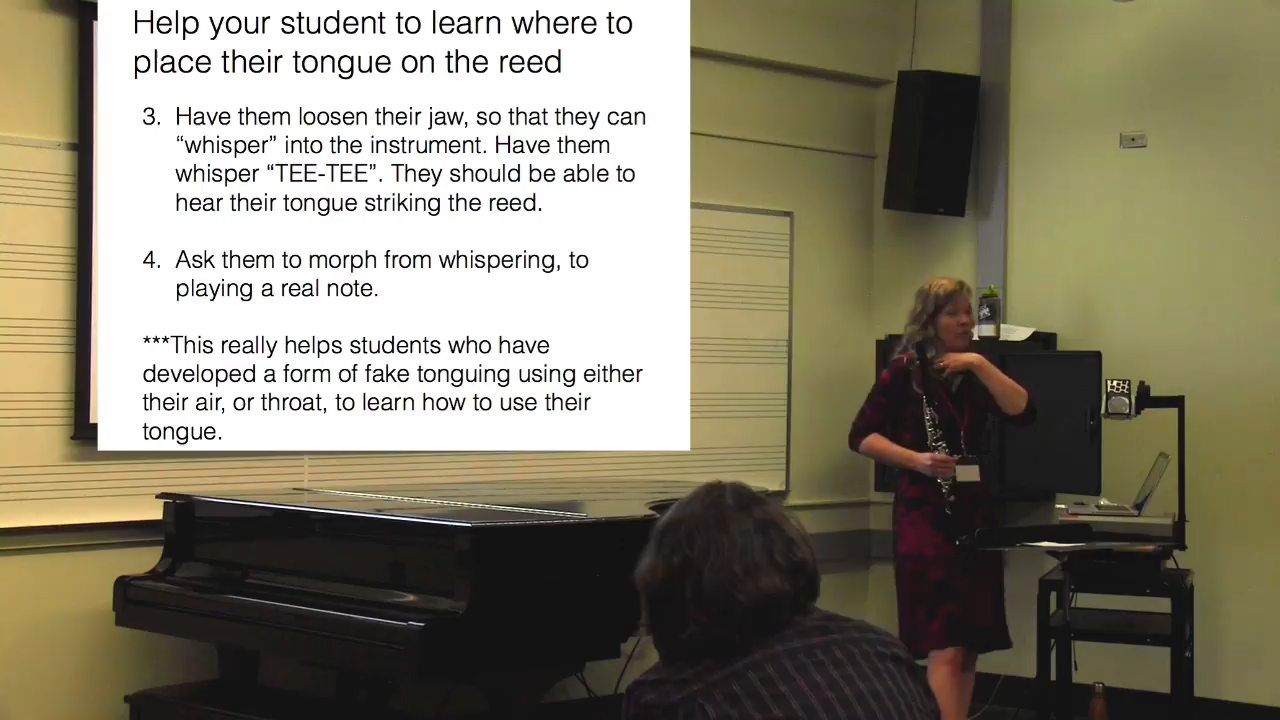 Help your student to learn where to
place their tongue on the reed
3. Have them loosen their jaw, so that they can
“whisper” into the instrument. Have them
whisper “TEE-TEE”. They should be able to
hear their tongue striking the reed.
4. Ask them to morph from whispering, to
playing a real note.
***This really helps students who have
developed a form of fake tonguing using either
their air, or throat, to learn how to use their
tongue.